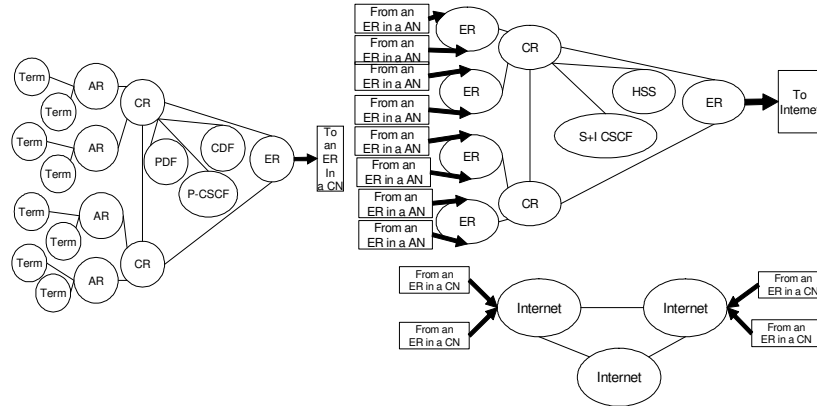 Term
Term
AR
Term
Term
AR
Term
Term
AR
Term
Term
AR
CR
CR
PDF
CDF
P-CSCF
ER
To
an
ER
In
a CN
From an
ER in a AN
From an
ER in a AN
From an
ER in a AN
From an
ER in a AN
From an
ER in a AN
From an
ER in a AN
From an
ER in a AN
From an
ER in a AN
ER
ER
ER
ER
CR
CR
HSS
S+I CSCF
ER
To
Internet
From an
ER in a CN
From an
ER in a CN
Internet
Internet
Internet
From an
ER in a CN
From an
ER in a CN